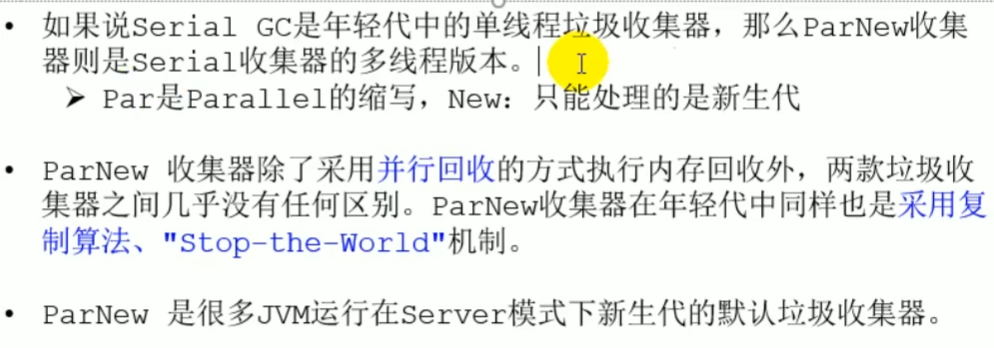 • 如果说Serial GC是年轻代中的单线程垃圾收集器，那么ParNew收集
器则是Serial收集器的多线程版本。
➢ Par是Parallel的缩写，New：只能处理的是新生代
• ParNew 收集器除了采用并行回收的方式执行内存回收外，两款垃圾收
集器之间几乎没有任何区别。ParNew收集器在年轻代中同样也是采用复
制算法、"Stop-the-World"机制。
• ParNew 是很多JVM运行在Server模式下新生代的默认垃圾收集器。